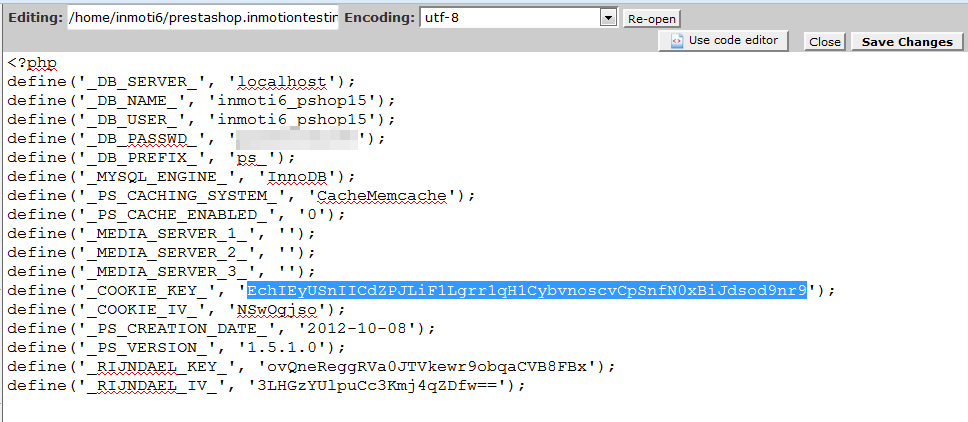 Editing: /home/inmoti6/prestashop.inmotiontestin Encoding: utf-8 Re-open
Use code editor Close Save Changes
<?php
define('_DB_SERVER_', 'localhost');
define('_DB_NAME_', 'inmoti6_pshop15');
define('_DB_USER_', 'inmoti6_pshop15');
define('_DB_PASSWD_', '');
define('_DB_PREFIX_', 'ps_');
define('_MYSQL_ENGINE_', 'InnoDB');
define('_PS_CACHING_SYSTEM_', 'CacheMemcache');
define('_PS_CACHE_ENABLED_', '0');
define('_MEDIA_SERVER_1_', '');
define('_MEDIA_SERVER_2_', '');
define('_MEDIA_SERVER_3_', '');
define('_COOKIE_KEY_', 'EchIEyUSnIICdZPJLiF1Lgrr1qH1CybvnoscvCpSnfN0xBiJdsod9nr9');
define('_COOKIE_IV_', 'NSwOgjso');
define('_PS_CREATION_DATE_', '2012-10-08');
define('_PS_VERSION_', '1.5.1.0');
define('_RIJNDAEL_KEY_', 'ovQneReggRVa0JTVkewr9obqaCVB8FBx');
define('_RIJNDAEL_IV_', '3LHGzYUlpuCc3Kmj4qZDfw==');